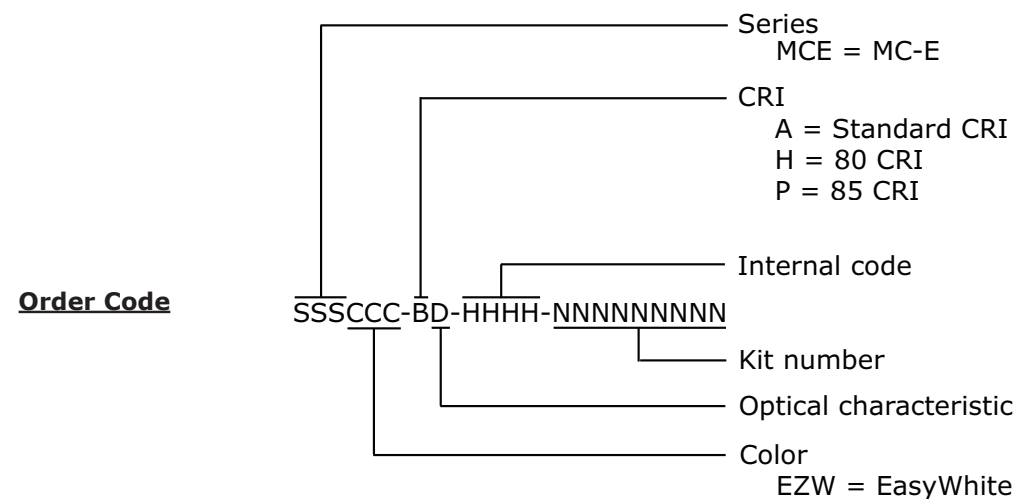 Series
MCE = MC-E
CRI
A = Standard CRI
H = 80 CRI
P = 85 CRI
Internal code
Order Code
SSSCCC-BD-HHHH-NNNNNNNNN
Kit number
Optical characteristic
Color
EZW = EasyWhite